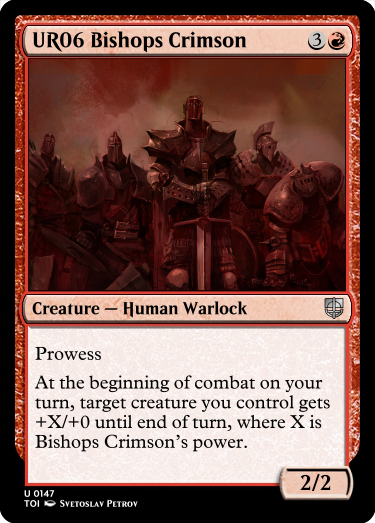 UR06 Bishops Crimson 3
Creature — Human Warlock
Prowess
At the beginning of combat on your
turn, target creature you control gets
+X/+0 until end of turn, where X is
Bishops Crimson's power.
2/2
U 0147
TOI Svetoslav Petrov